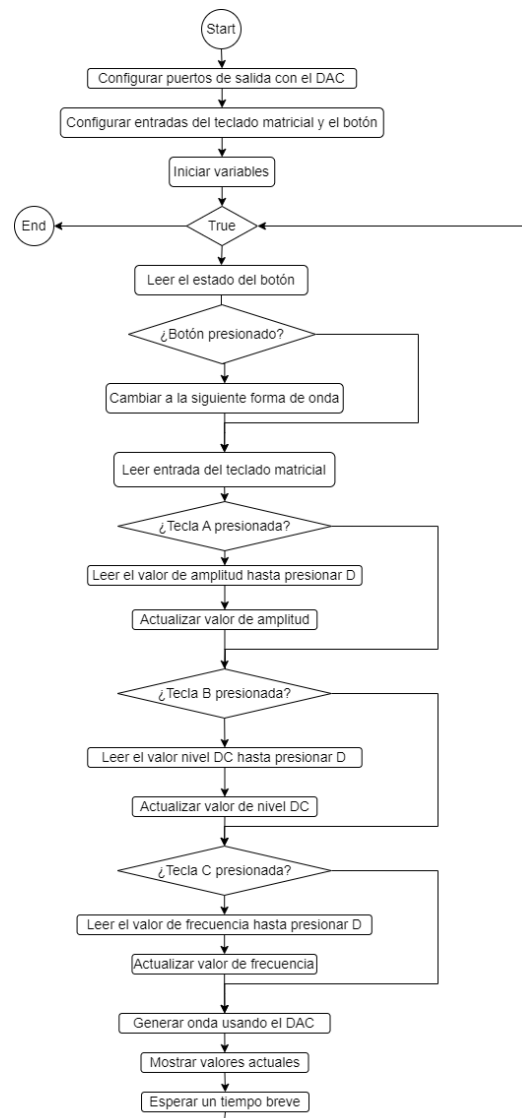 Start
Configurar puertos de salida con el DAC
Configurar entradas del teclado matricial y el botón
Iniciar variables
End
True
Leer el estado del botón
¿Botón presionado?
Cambiar a la siguiente forma de onda
Leer entrada del teclado matricial
¿Tecla A presionada?
Leer el valor de amplitud hasta presionar D
Actualizar valor de amplitud
¿Tecla B presionada?
Leer el valor nivel DC hasta presionar D
Actualizar valor de nivel DC
¿Tecla C presionada?
Leer el valor de frecuencia hasta presionar D
Actualizar valor de frecuencia
Generar onda usando el DAC
Mostrar valores actuales
Esperar un tiempo breve